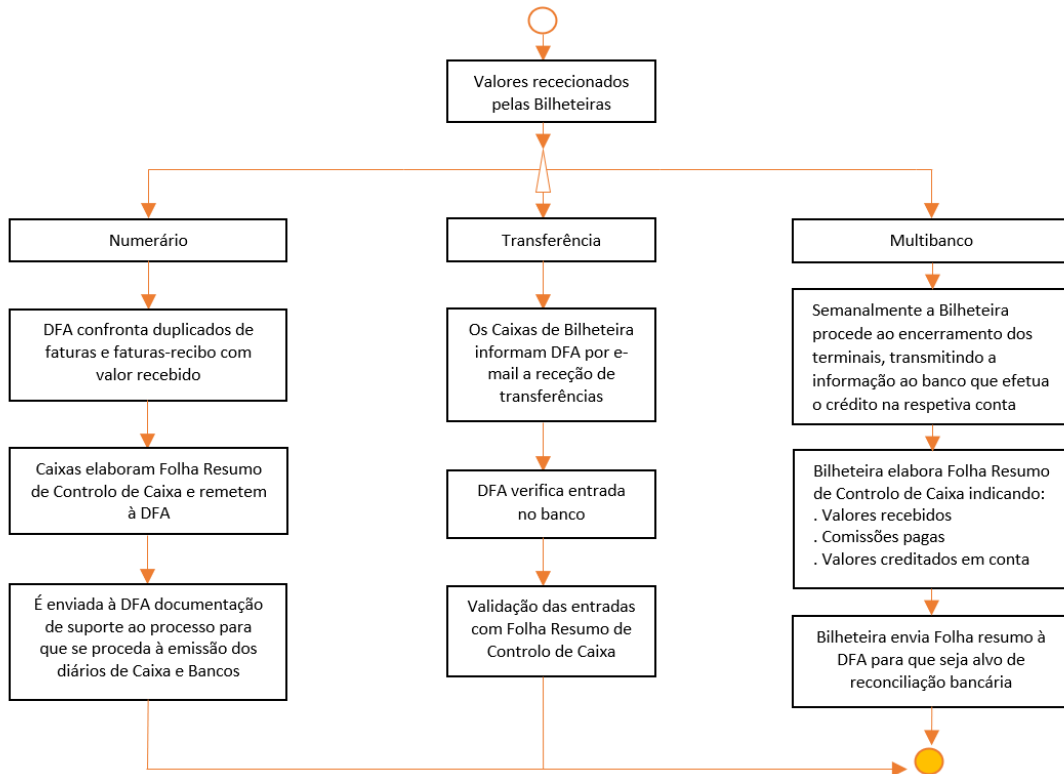 Valores rececionados
pelas Bilheteiras
Numerário
DFA confronta duplicados de
faturas e faturas-recibo com
valor recebido
Caixas elaboram Folha Resumo
de Controlo de Caixa e remetem
à DFA
É enviada à DFA documentação
de suporte ao processo para
que se proceda à emissão dos
diários de Caixa e Bancos
Transferência
Os Caixas de Bilheteira
informam DFA por e-
mail a receção de
transferências
DFA verifica entrada
no banco
Validação das entradas
com Folha Resumo de
Controlo de Caixa
Multibanco
Semanalmente a Bilheteira
procede ao encerramento dos
terminais, transmitindo a
informação ao banco que efetua
o crédito na respetiva conta
Bilheteira elabora Folha Resumo
de Controlo de Caixa indicando:
. Valores recebidos
. Comissões pagas
. Valores creditados em conta
Bilheteira envia Folha resumo à
DFA para que seja alvo de
reconciliação bancária